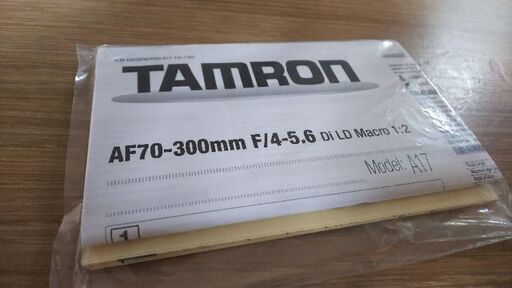 TAMRON
AF70-300mm F/4-5.6 Di LD Macro 1:2
Model: A17
1